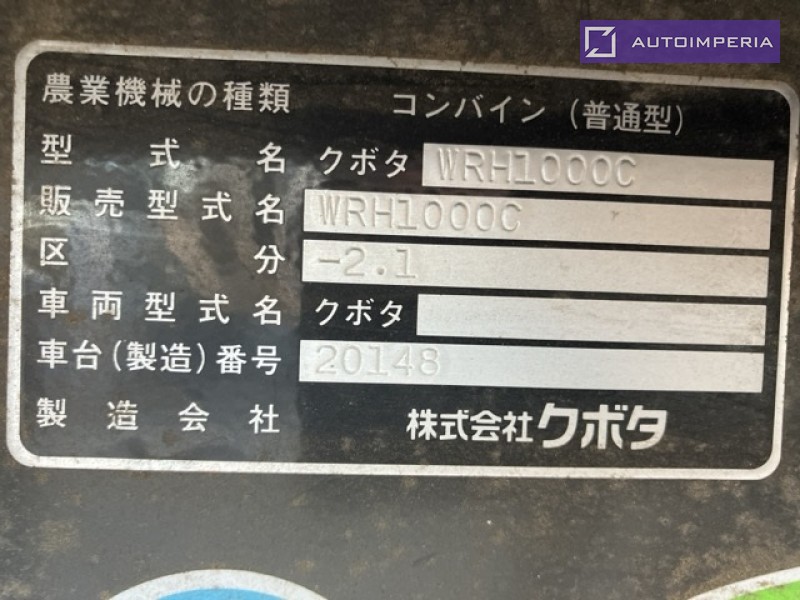 AUTOIMPERIA
農業機械の種類 コンバイン (普通型)
型式名 クボタ WRH1000C
販売型式名 WRH1000C
区分 -2.1
車両型式名 クボタ
車台(製造)番号 20148
製造会社 株式会社クボタ